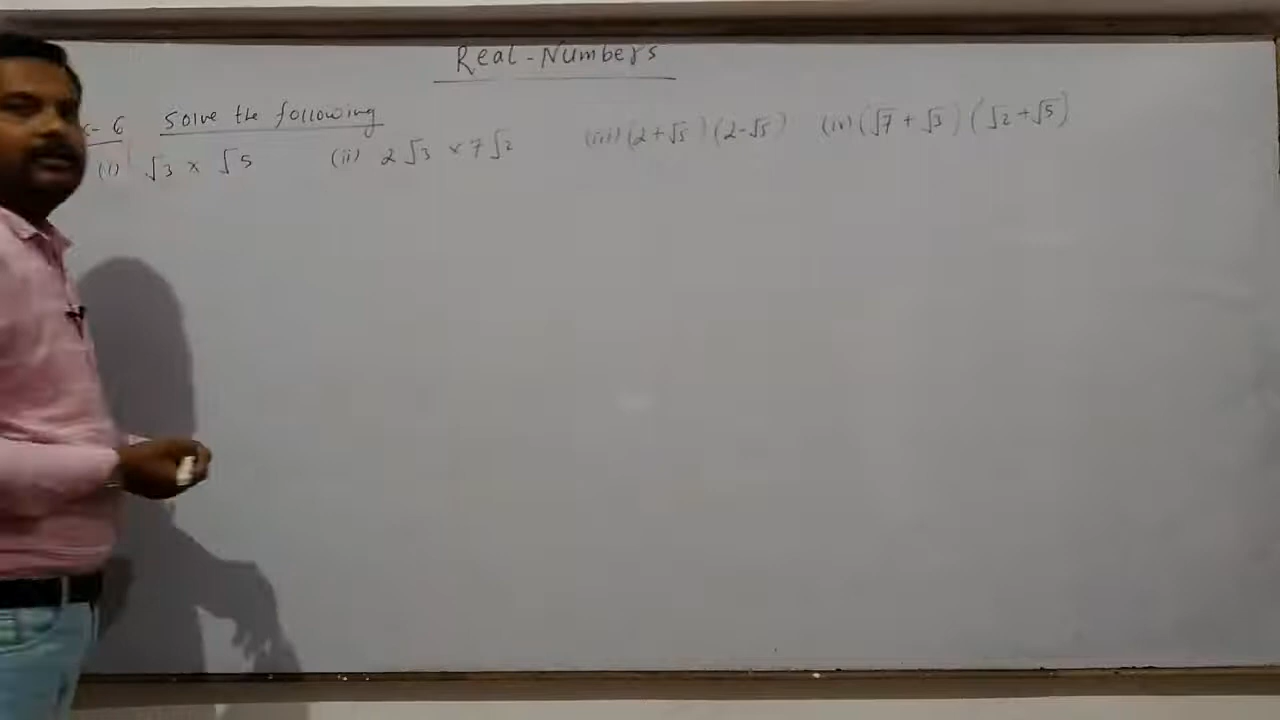 Real - Numbers
- 6 Solve the following
(i) √3 × √5 (ii) 2√3 × 7√2 (iii) (2+√5)(2-√5) (iv) (√7 + √3)(√2+√5)